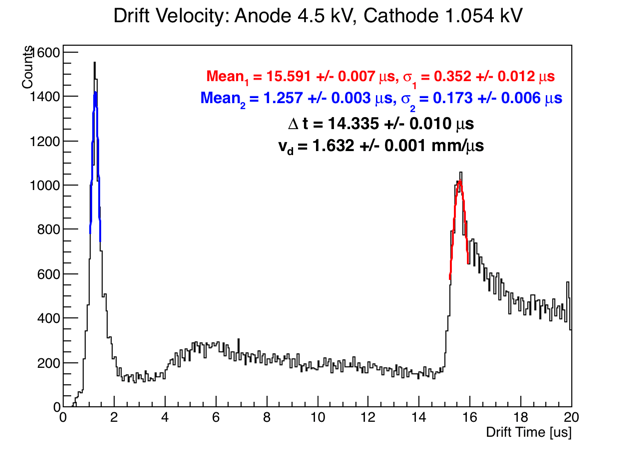 Drift Velocity: Anode 4.5 kV, Cathode 1.054 kV
Counts
1600
1400
1200
1000
800
600
400
200
0
Mean₁ = 15.591 +/- 0.007 μs, σ₁ = 0.352 +/- 0.012 μs
Mean₂ = 1.257 +/- 0.003 μs, σ₂ = 0.173 +/- 0.006 μs
Δ t = 14.335 +/- 0.010 μs
v_d = 1.632 +/- 0.001 mm/μs
0 2 4 6 8 10 12 14 16 18 20
Drift Time [us]